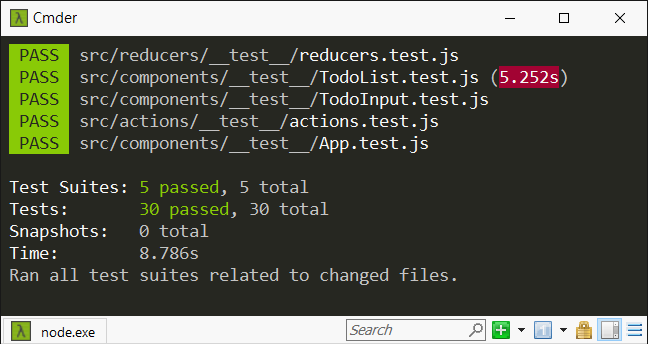 Cmder
PASS src/reducers/__test__/reducers.test.js
PASS src/components/__test__/TodoList.test.js (5.252s)
PASS src/components/__test__/TodoInput.test.js
PASS src/actions/__test__/actions.test.js
PASS src/components/__test__/App.test.js
Test Suites: 5 passed, 5 total
Tests: 30 passed, 30 total
Snapshots: 0 total
Time: 8.786s
Ran all test suites related to changed files.
λ node.exe Search 1